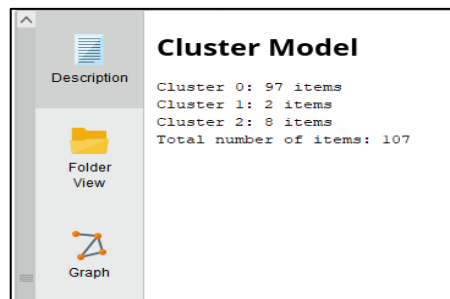 Description
Folder
View
Graph
Cluster Model
Cluster 0: 97 items
Cluster 1: 2 items
Cluster 2: 8 items
Total number of items: 107